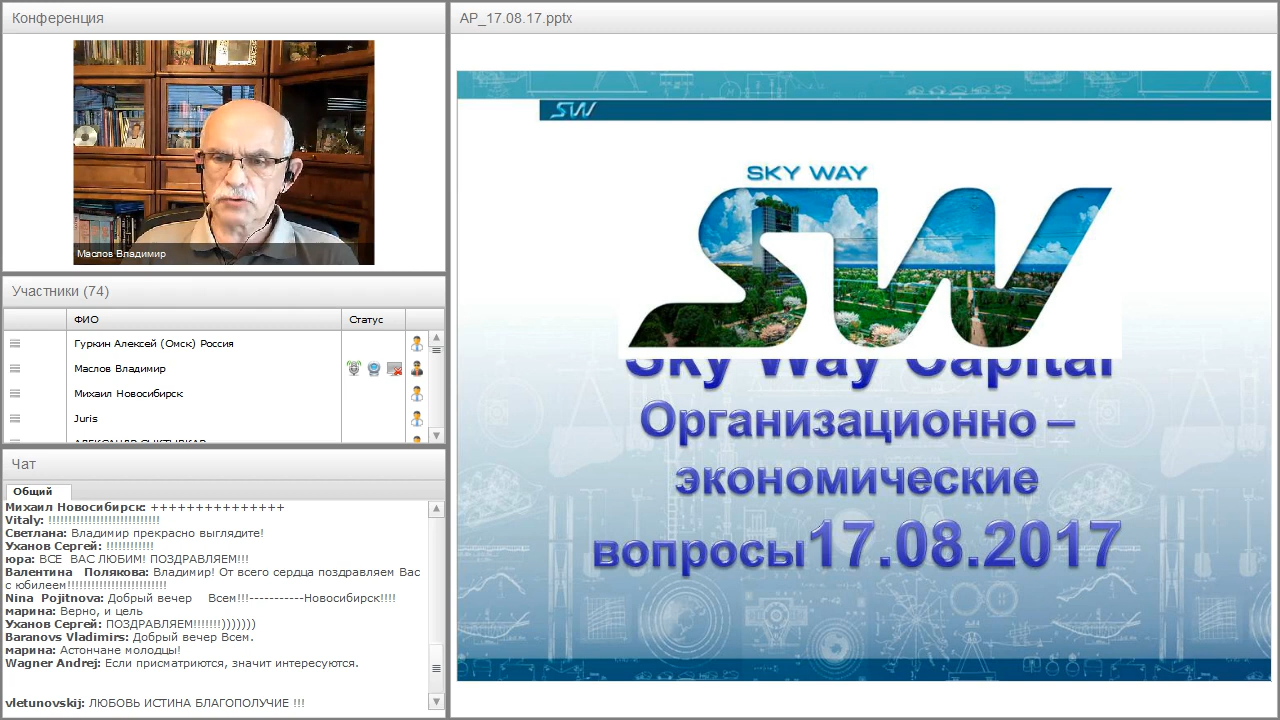 Конференция
Маслов Владимир
Участники (74)
ФИО
Статус
Гуркин Алексей (Омск) Россия
Маслов Владимир
Михаил Новосибирск
Juris
Чат
Общий
Михаил Новосибирск: +++++++++++++++
Vitaly: !!!!!!!!!!!!!!!!!!!!!!!!!!!!
Светлана: Владимир прекрасно выглядите!
Уханов Сергей: !!!!!!!!!!!!
юра: ВСЕ ВАС ЛЮБИМ! ПОЗДРАВЛЯЕМ!!!
Валентина Полякова: Владимир! От всего сердца поздравляем Вас
с юбилеем!!!!!!!!!!!!!!!!!!!!!!!!!
Nina Pojitnova: Добрый вечер Всем!!!-----------Новосибирск!!!!
марина: Верно, и цель
Уханов Сергей: ПОЗДРАВЛЯЕМ!!!!!!!)))))))
Baranovs Vladimirs: Добрый вечер Всем.
марина: Астончане молодцы!
Wagner Andrej: Если присматриются, значит интересуются.
vletunovskij: ЛЮБОВЬ ИСТИНА БЛАГОПОЛУЧИЕ !!!
AP_17.08.17.pptx
SW
SKY WAY
SW
Sky Way Capital
Организационно –
экономические
вопросы17.08.2017